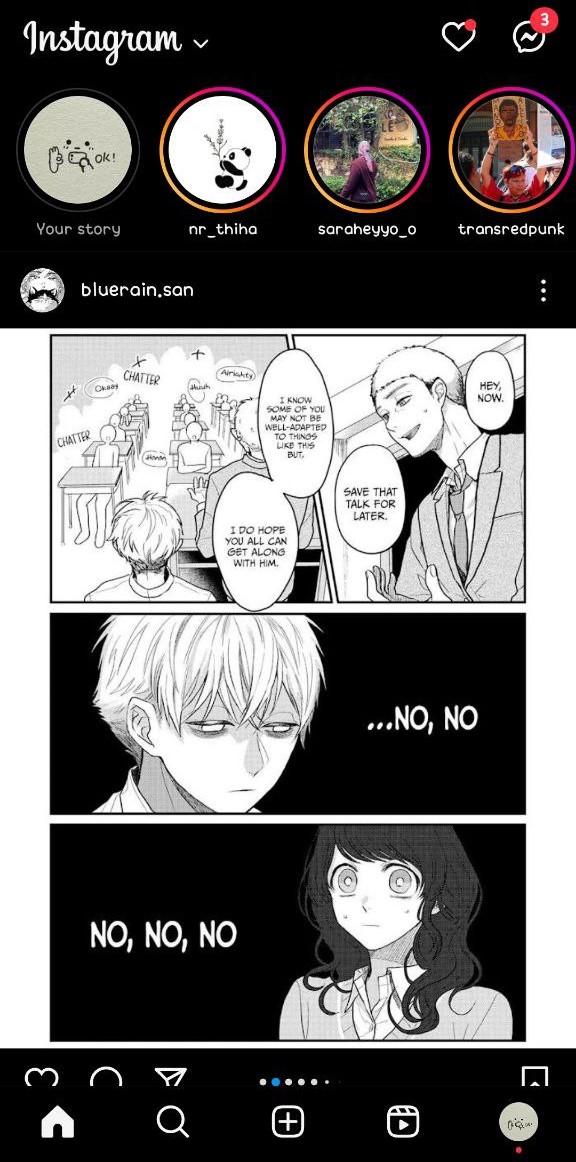 Instagram
3
OK!
LE
Your story
nr_thiha
saraheyyo_o
transredpunk
bluerain.san
HEY,
NOW.
SAVE THAT
TALK FOR
LATER.
CHATTER
Okaay
CHATTER
Huuh
Alrighty
Hmmm
I KNOW
SOME OF YOU
MAY NOT BE
WELL-ADAPTED
TO THINGS
LIKE THIS
BUT,
I DO HOPE
YOU ALL CAN
GET ALONG
WITH HIM.
...NO, NO
NO, NO, NO